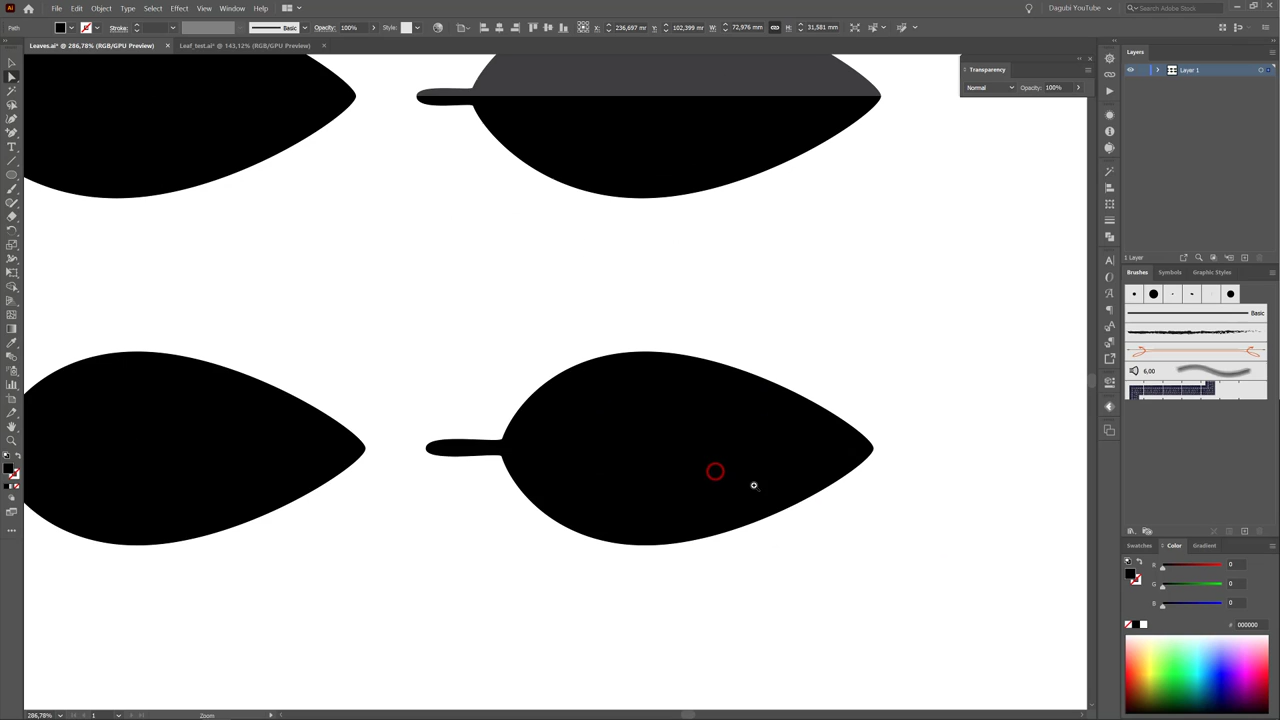 Ai File Edit Object Type Select Effect View Window Help Dagubi YouTube Search Adobe Stock
Path Stroke: Basic Opacity: 100% Style: X: 236,697 mm Y: 102,399 mm W: 72,976 mm H: 31,581 mm
Leaves.ai* @ 286,78% (RGB/GPU Preview) × Leaf_test.ai* @ 143,12% (RGB/GPU Preview) ×
Layers
Transparency
Layer 1
Normal Opacity: 100%
1 Layer
Brushes Symbols Graphic Styles
Basic
6,00
Swatches Color Gradient
R 0
G 0
B 0
# 000000
286,78% 1 Zoom